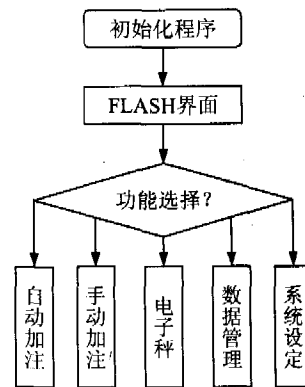 初始化程序
FLASH界面
功能选择?
自动加注
手动加注
电子秤
数据管理
系统设定